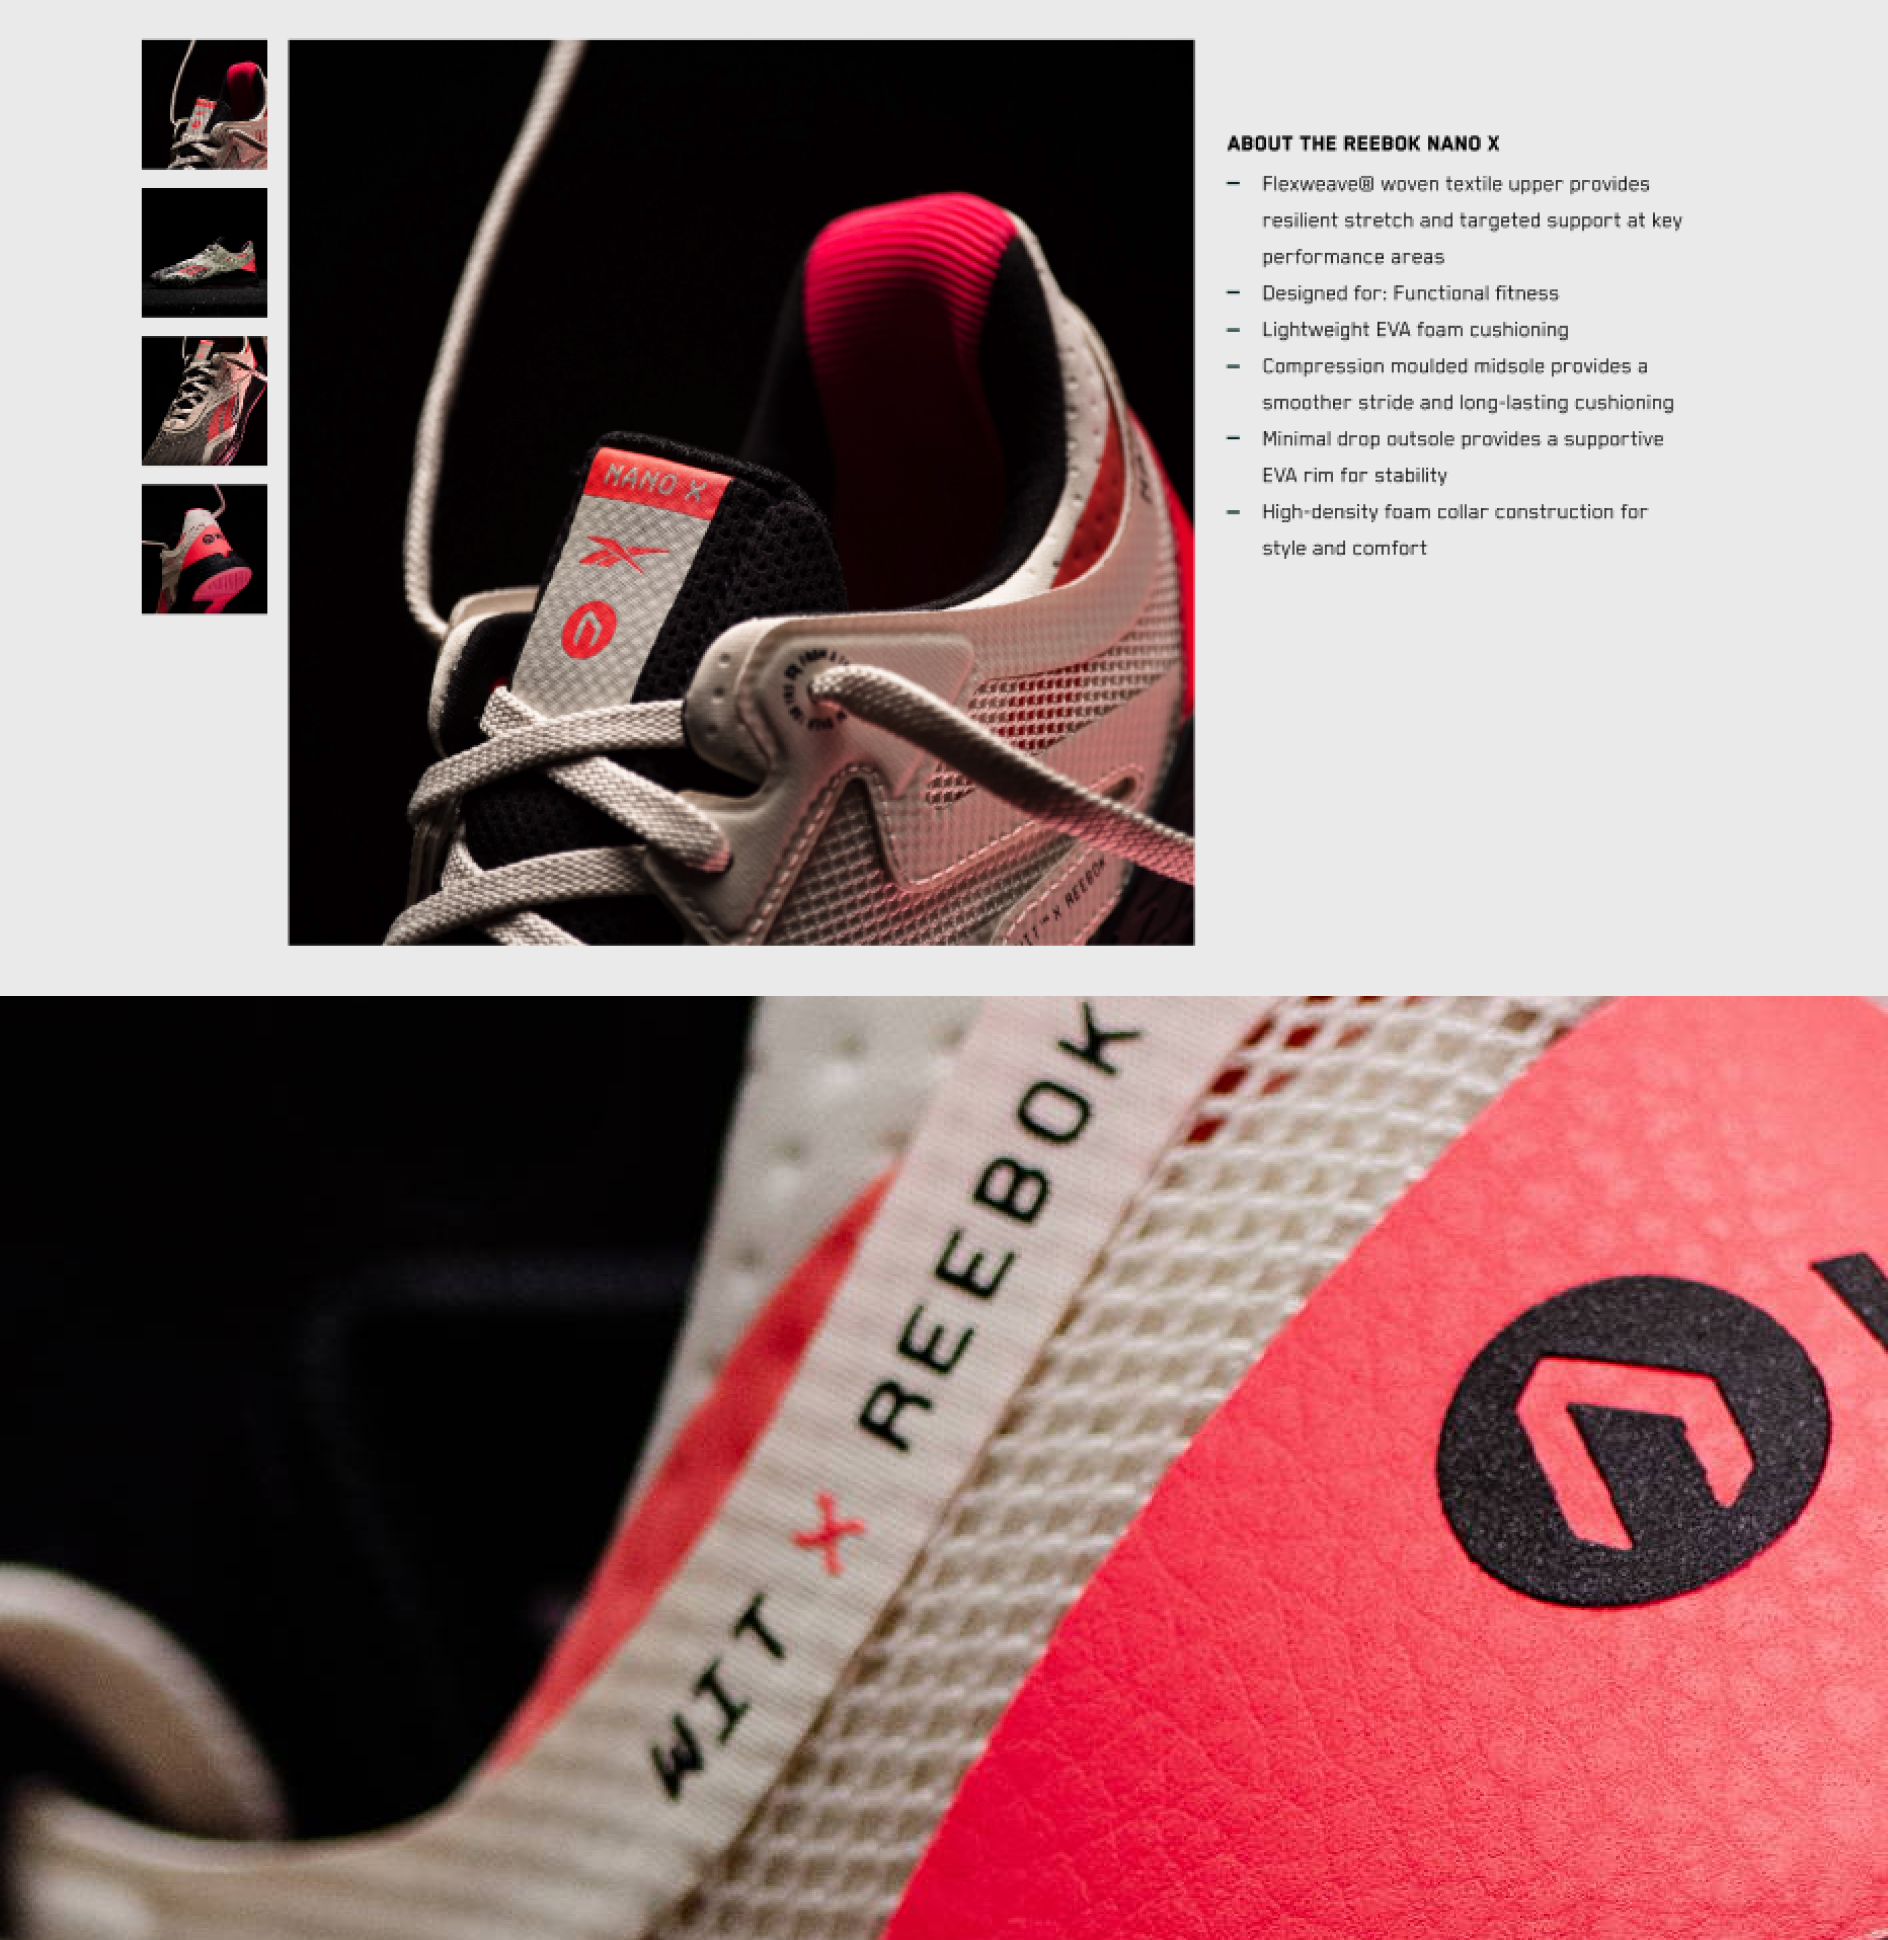 ABOUT THE REEBOK NANO X
– Flexweave® woven textile upper provides
resilient stretch and targeted support at key
performance areas
– Designed for: Functional fitness
– Lightweight EVA foam cushioning
– Compression moulded midsole provides a
smoother stride and long-lasting cushioning
– Minimal drop outsole provides a supportive
EVA rim for stability
– High-density foam collar construction for
style and comfort
NANO X
X REEBOK
WIT X REEBOK